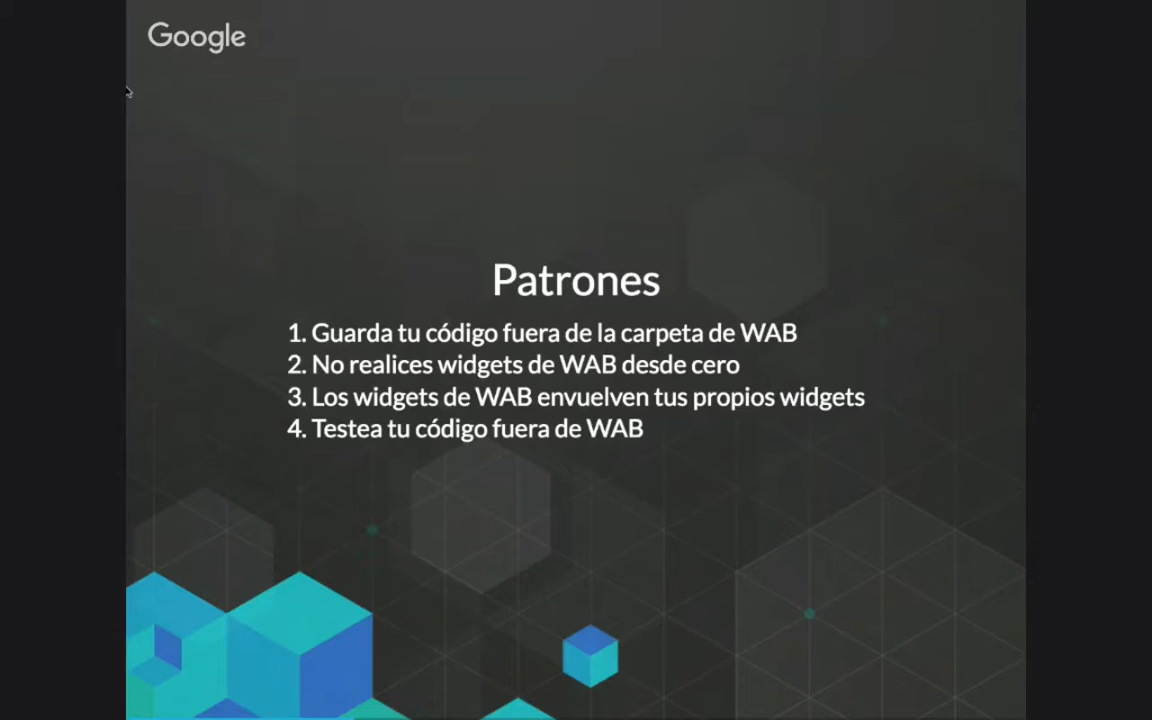 Google
Patrones
1. Guarda tu código fuera de la carpeta de WAB
2. No realices widgets de WAB desde cero
3. Los widgets de WAB envuelven tus propios widgets
4. Testea tu código fuera de WAB